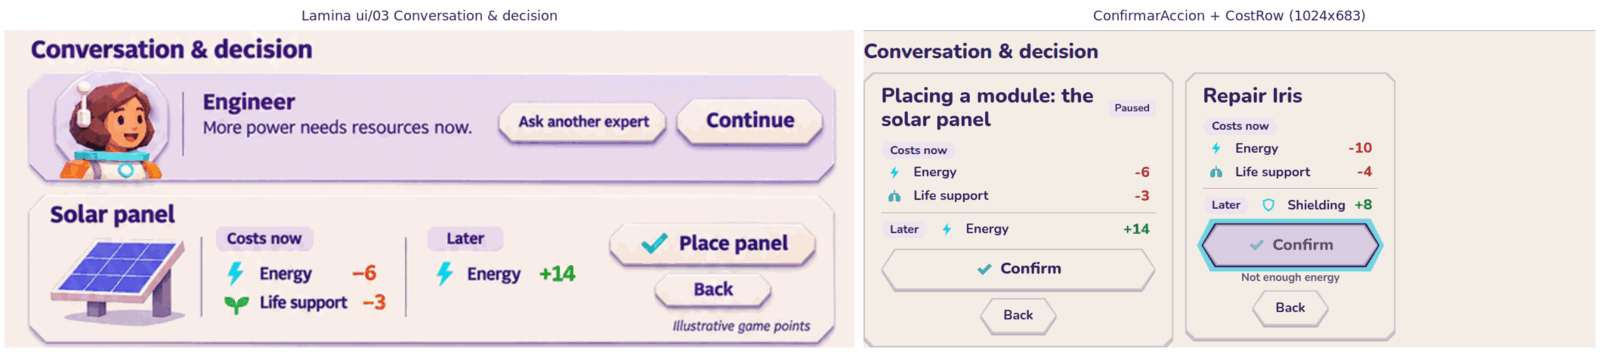 Lamina ui/03 Conversation & decision
Conversation & decision
Engineer
More power needs resources now.
Ask another expert
Continue
Solar panel
Costs now
Energy -6
Life support -3
Later
Energy +14
Place panel
Back
Illustrative game points
ConfirmarAccion + CostRow (1024x683)
Conversation & decision
Placing a module: the
solar panel
Paused
Costs now
Energy -6
Life support -3
Later Energy +14
Confirm
Back
Repair Iris
Costs now
Energy -10
Life support -4
Later Shielding +8
Confirm
Not enough energy
Back